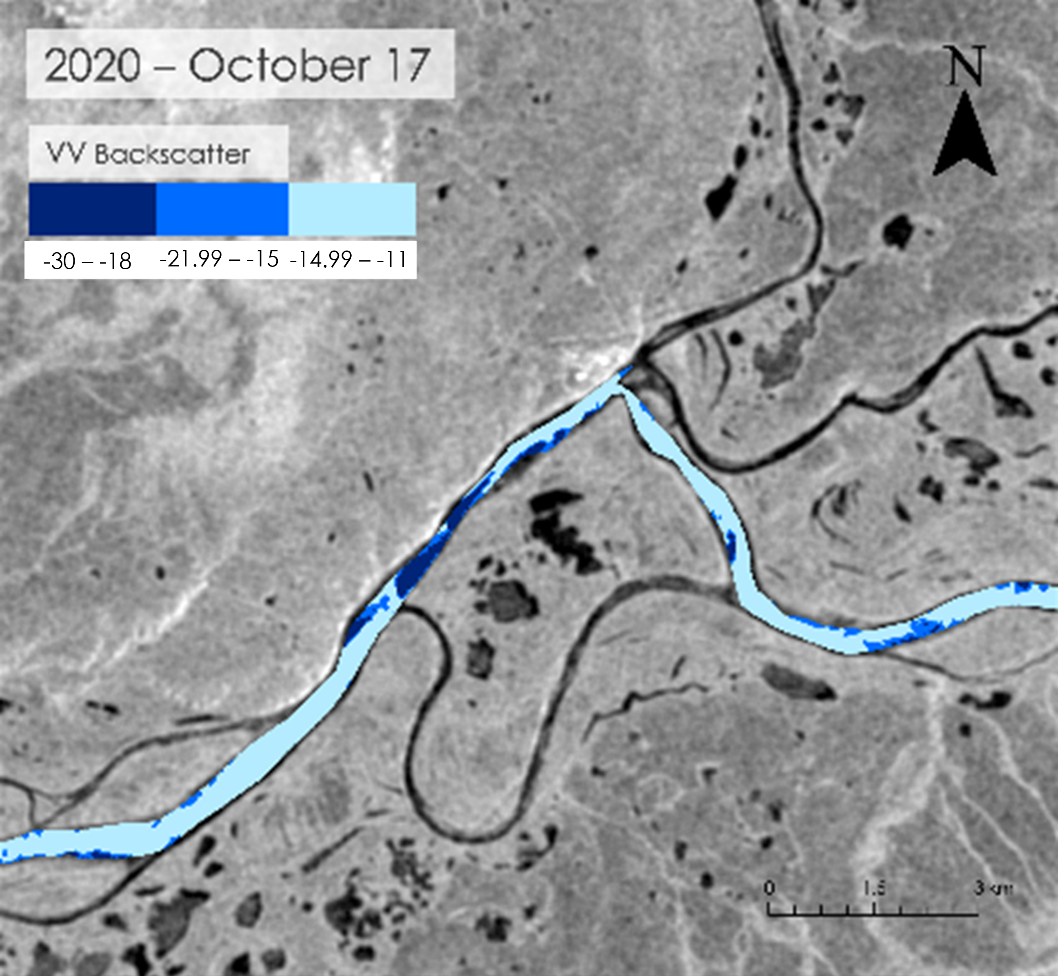 2020 – October 17
N
VV Backscatter
-30 – -18 -21.99 – -15 -14.99 – -11
0 1.5 3 km